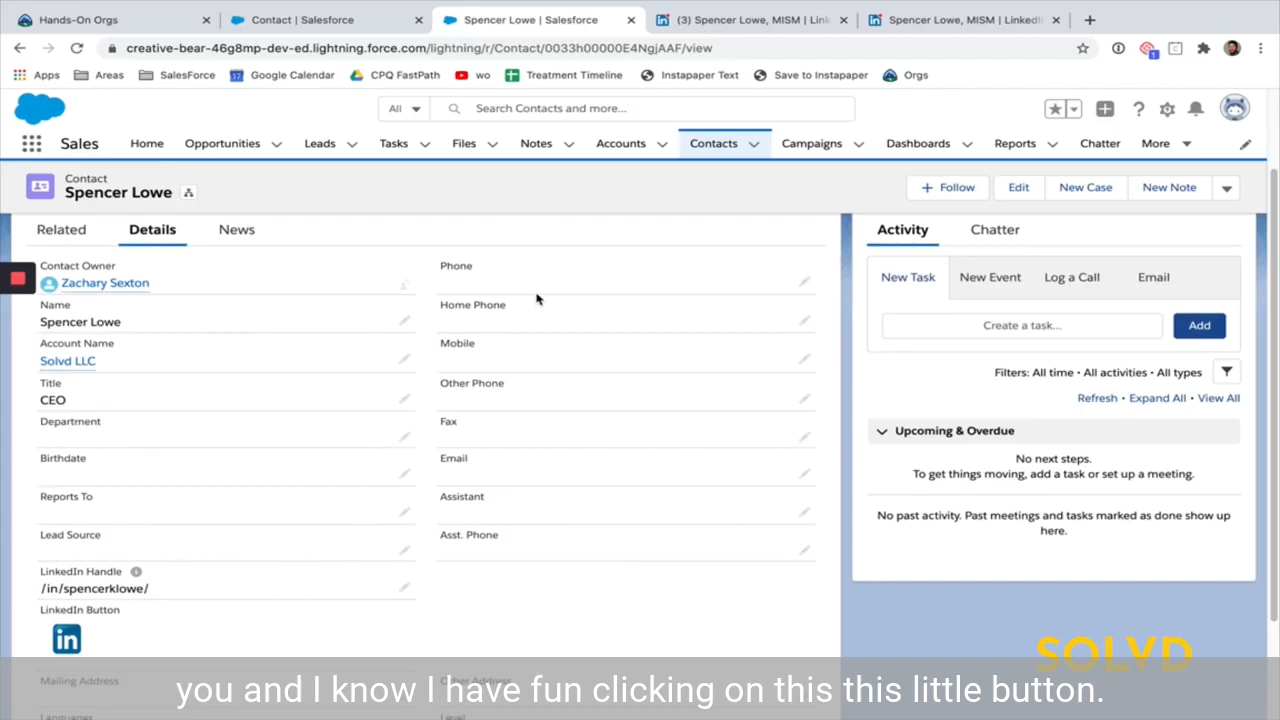 Hands-On Orgs
Contact | Salesforce
Spencer Lowe | Salesforce
(3) Spencer Lowe, MISM | Link
Spencer Lowe, MISM | LinkedIn
creative-bear-46g8mp-dev-ed.lightning.force.com/lightning/r/Contact/0033h00000E4NgjAAF/view
1
Apps
Areas
SalesForce
Google Calendar
CPQ FastPath
wo
Treatment Timeline
Instapaper Text
Save to Instapaper
Orgs
All
Search Contacts and more...
Sales
Home
Opportunities
Leads
Tasks
Files
Notes
Accounts
Contacts
Campaigns
Dashboards
Reports
Chatter
More
Contact
Spencer Lowe
+ Follow
Edit
New Case
New Note
Related
Details
News
Contact Owner
Zachary Sexton
Name
Spencer Lowe
Account Name
Solvd LLC
Title
CEO
Department
Birthdate
Reports To
Lead Source
LinkedIn Handle
/in/spencerklowe/
LinkedIn Button
in
Mailing Address
Languages
Phone
Home Phone
Mobile
Other Phone
Fax
Email
Assistant
Asst. Phone
Other Address
Level
Activity
Chatter
New Task
New Event
Log a Call
Email
Create a task...
Add
Filters: All time • All activities • All types
Refresh • Expand All • View All
Upcoming & Overdue
No next steps.
To get things moving, add a task or set up a meeting.
No past activity. Past meetings and tasks marked as done show up
here.
SOLVD
you and I know I have fun clicking on this this little button.